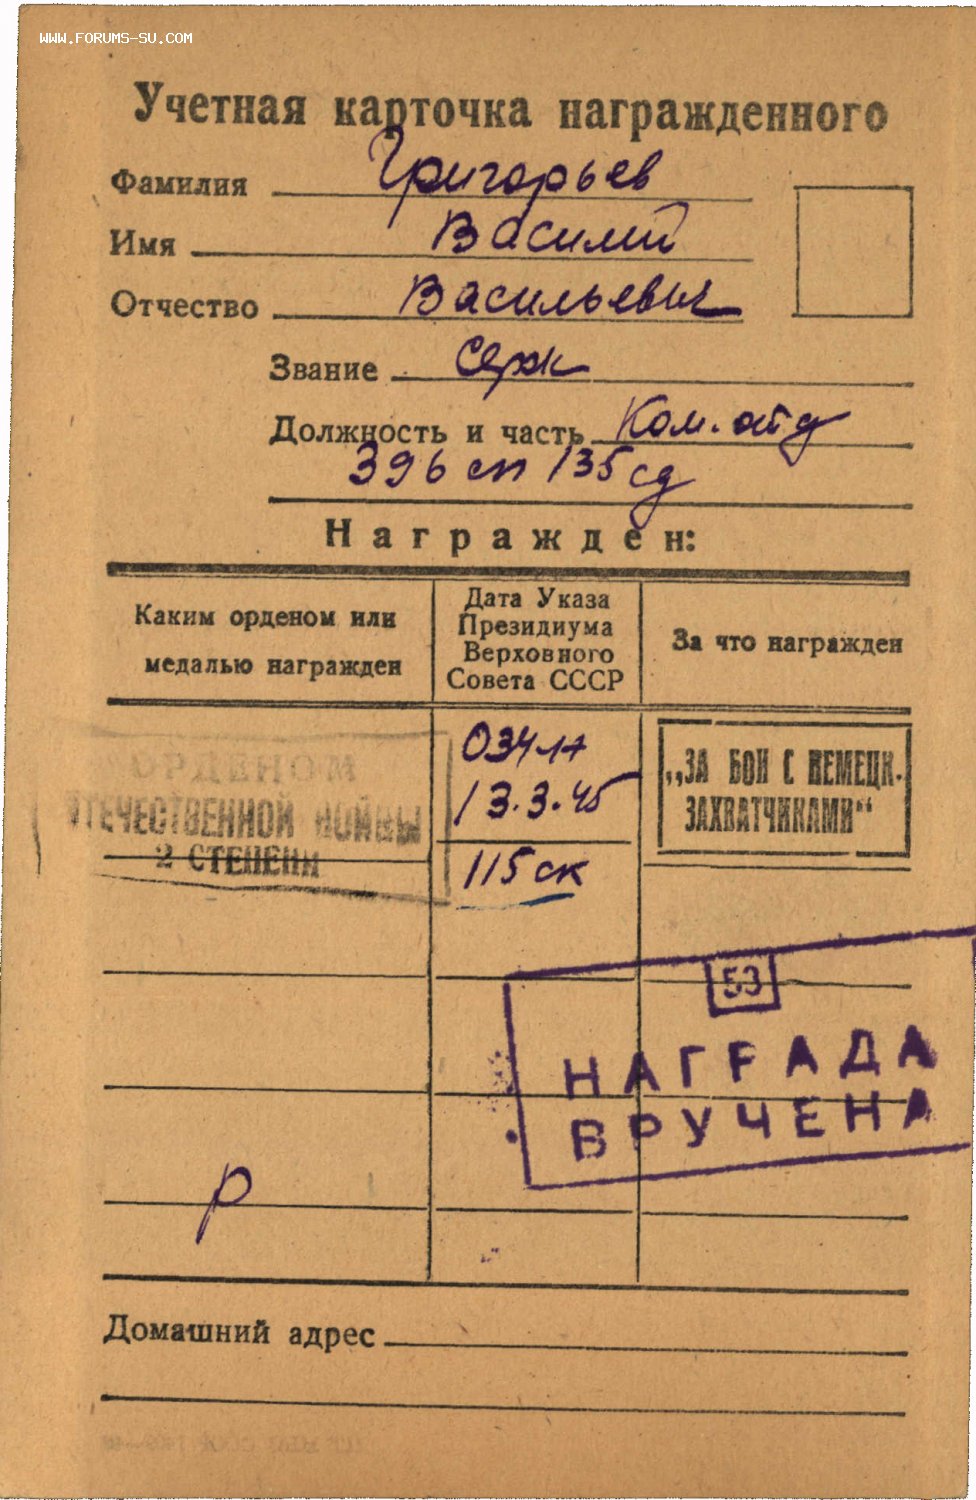 WWW.FORUMS-SU.COM
Учетная карточка награжденного
Фамилия Григорьев
Имя Василий
Отчество Васильевич
Звание Серж
Должность и часть Ком. отд
396 сп 135 сд
Награжден:
Каким орденом или
медалью награжден
Дата Указа
Президиума
Верховного
Совета СССР
За что награжден
ОРДЕНОМ
ОТЕЧЕСТВЕННОЙ ВОЙНЫ
2 СТЕПЕНИ
034/н
13.3.45
115 ск
„ЗА БОИ С НЕМЕЦК.
ЗАХВАТЧИКАМИ“
53
НАГРАДА
ВРУЧЕНА
р
Домашний адрес